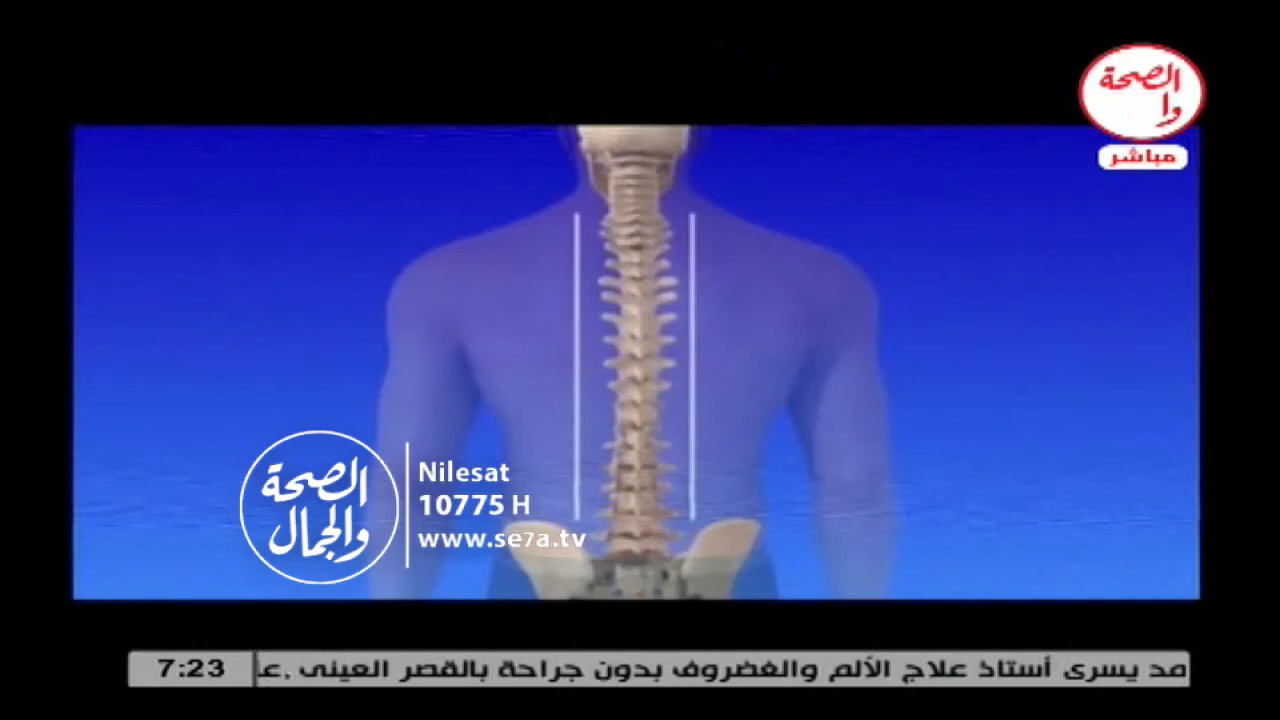 الصحة
وا
مباشر
الصحة
والجمال
Nilesat
10775 H
www.se7a.tv
مد يسرى أستاذ علاج الألم والغضروف بدون جراحة بالقصر العينى .عـ
7:23